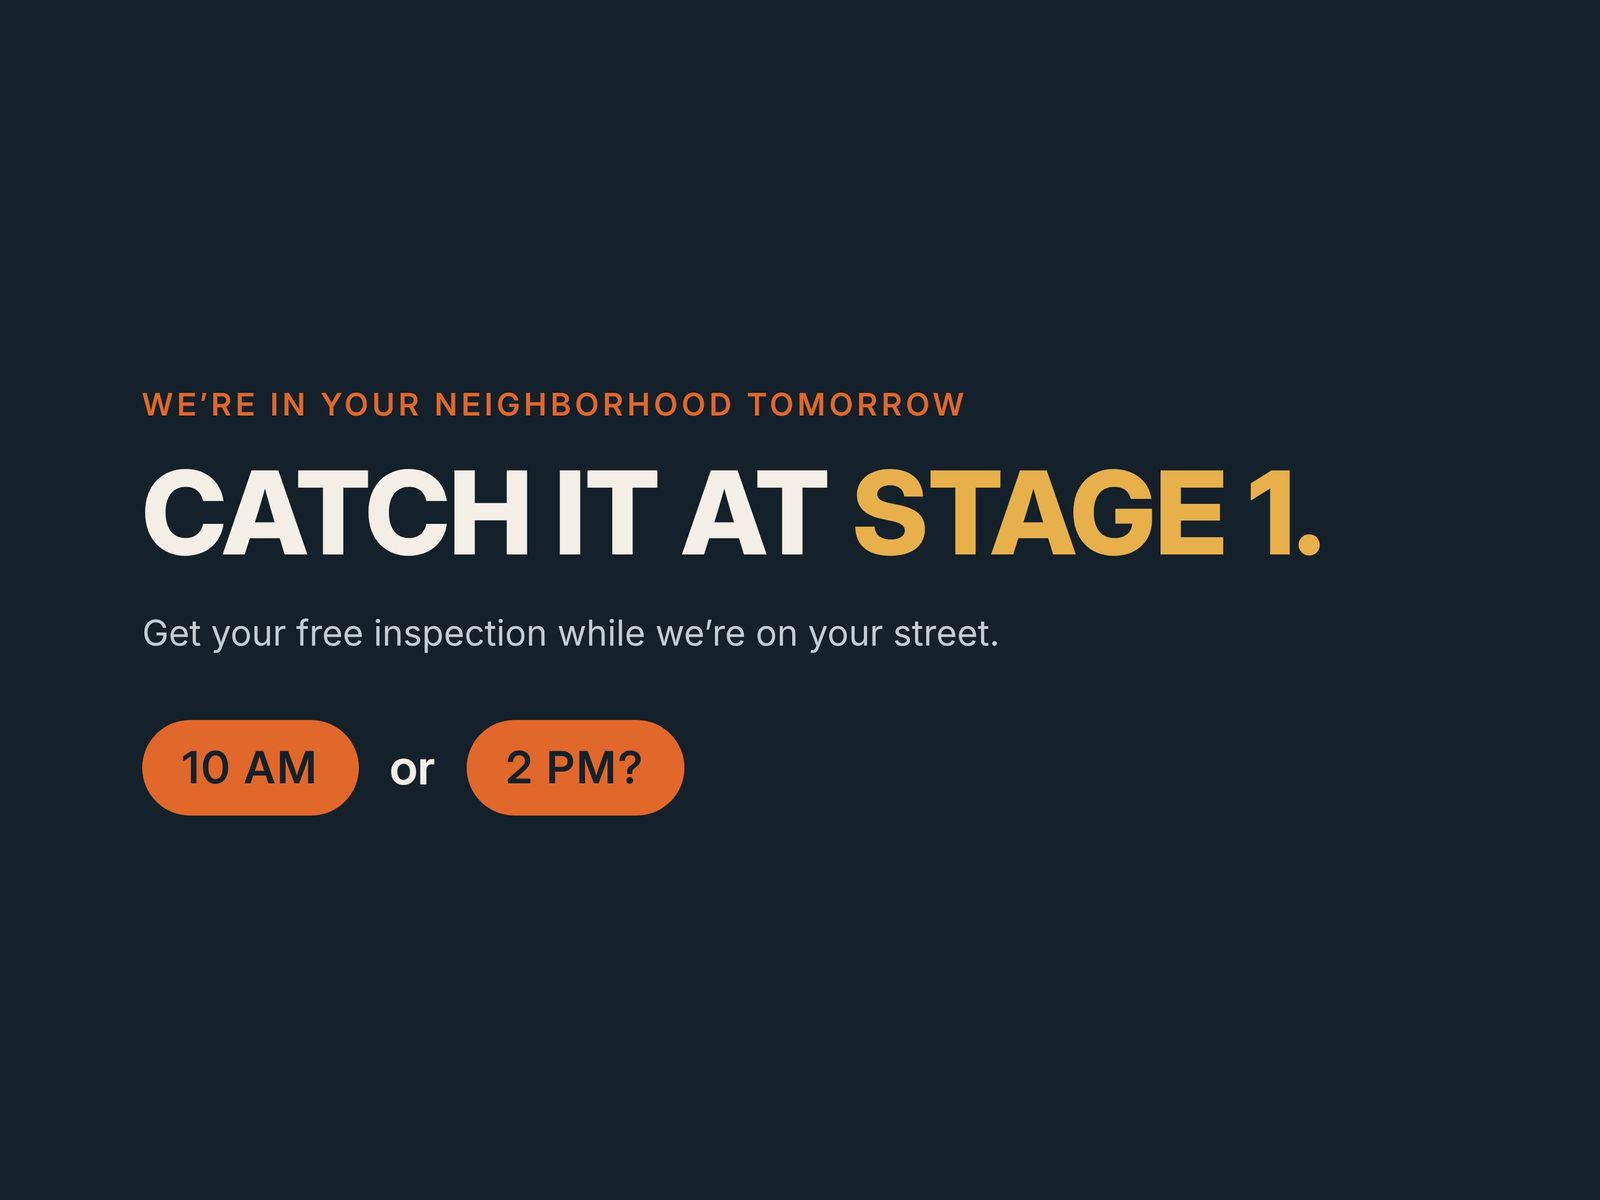 WE’RE IN YOUR NEIGHBORHOOD TOMORROW
CATCH IT AT STAGE 1.
Get your free inspection while we’re on your street.
10 AM or 2 PM?